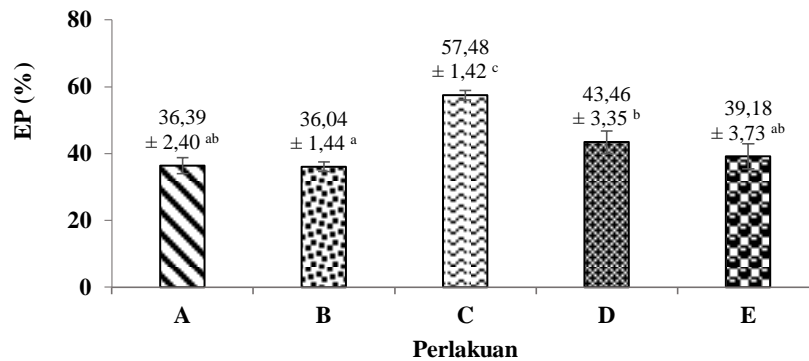 EP (%)
80
60
40
20
0
36,39
± 2,40 ab
36,04
± 1,44 a
57,48
± 1,42 c
43,46
± 3,35 b
39,18
± 3,73 ab
A B C D E
Perlakuan